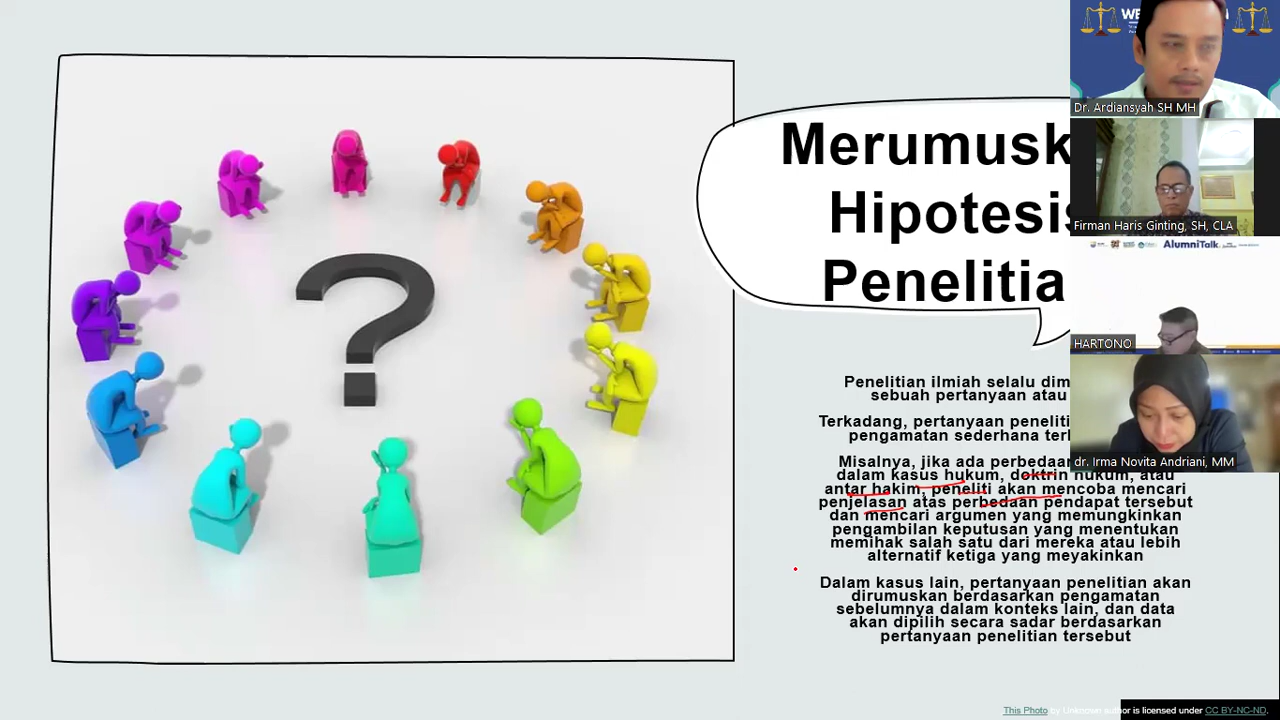 Merumusk
Hipotesis
Penelitia
Penelitian ilmiah selalu dim
sebuah pertanyaan atau
Terkadang, pertanyaan peneliti
pengamatan sederhana terh
Misalnya, jika ada perbedaan
dalam kasus hukum, doktrin hukum, atau
antar hakim, peneliti akan mencoba mencari
penjelasan atas perbedaan pendapat tersebut
dan mencari argumen yang memungkinkan
pengambilan keputusan yang menentukan
memihak salah satu dari mereka atau lebih
alternatif ketiga yang meyakinkan
Dalam kasus lain, pertanyaan penelitian akan
dirumuskan berdasarkan pengamatan
sebelumnya dalam konteks lain, dan data
akan dipilih secara sadar berdasarkan
pertanyaan penelitian tersebut
This Photo by Unknown author is licensed under CC BY-NC-ND.
WE
Dr. Ardiansyah SH MH
Firman Haris Ginting, SH, CLA
AlumniTalk
HARTONO
dr. Irma Novita Andriani, MM